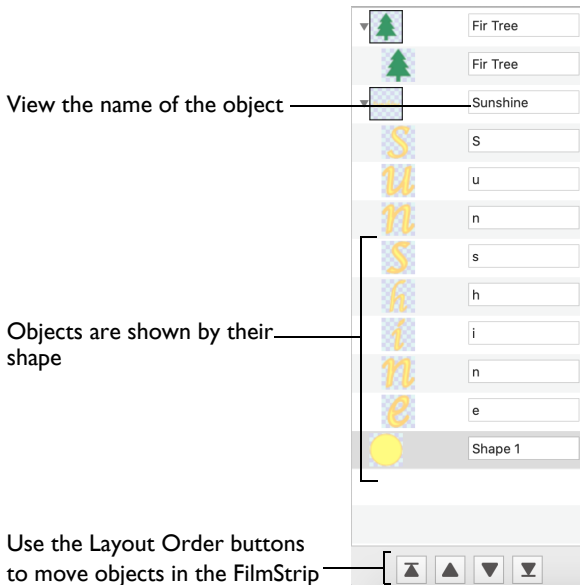 Fir Tree
Fir Tree
View the name of the object
Sunshine
S S
u u
n n
s s
h h
i i
n n
e e
Objects are shown by their
shape
Shape 1
Use the Layout Order buttons
to move objects in the FilmStrip